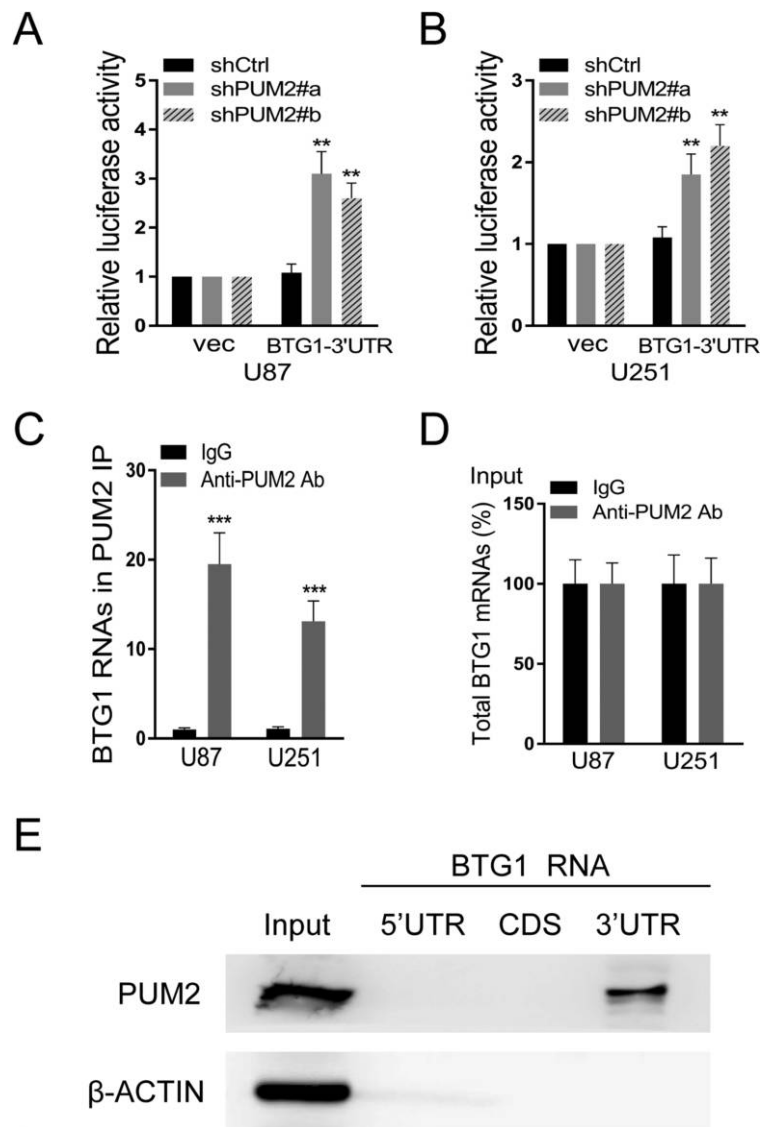 A
shCtrl
shPUM2#a
shPUM2#b
Relative luciferase activity
5
4
3
2
1
0
**
**
vec
BTG1-3'UTR
U87
B
shCtrl
shPUM2#a
shPUM2#b
Relative luciferase activity
3
2
1
0
**
**
vec
BTG1-3'UTR
U251
C
IgG
Anti-PUM2 Ab
BTG1 RNAs in PUM2 IP
30
20
10
0
***
***
U87
U251
D
Input
IgG
Anti-PUM2 Ab
Total BTG1 mRNAs (%)
150
100
50
0
U87
U251
E
BTG1 RNA
Input 5'UTR CDS 3'UTR
PUM2
β-ACTIN